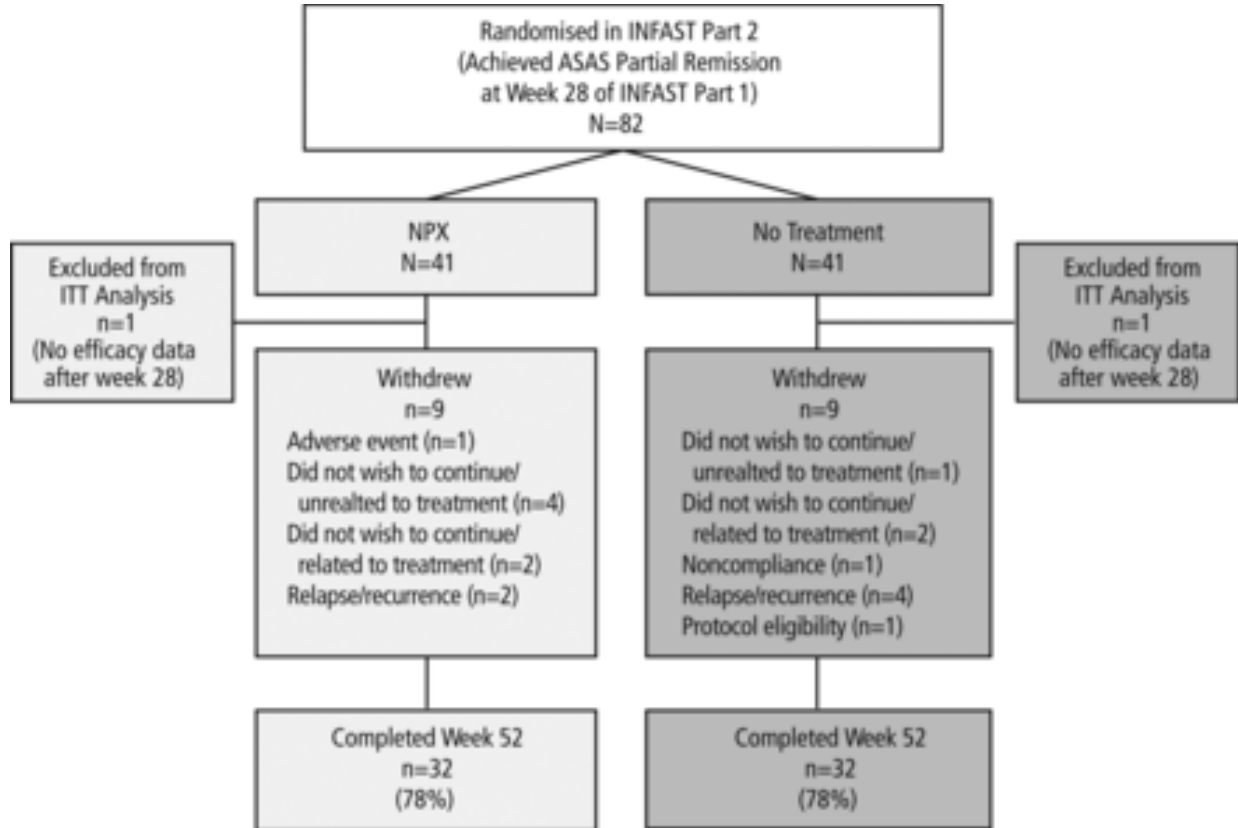 Randomised in INFAST Part 2
(Achieved ASAS Partial Remission
at Week 28 of INFAST Part 1)
N=82
NPX
N=41
No Treatment
N=41
Excluded from
ITT Analysis
n=1
(No efficacy data
after week 28)
Excluded from
ITT Analysis
n=1
(No efficacy data
after week 28)
Withdrew
n=9
Adverse event (n=1)
Did not wish to continue/
unrealted to treatment (n=4)
Did not wish to continue/
related to treatment (n=2)
Relapse/recurrence (n=2)
Withdrew
n=9
Did not wish to continue/
unrealted to treatment (n=1)
Did not wish to continue/
related to treatment (n=2)
Noncompliance (n=1)
Relapse/recurrence (n=4)
Protocol eligibility (n=1)
Completed Week 52
n=32
(78%)
Completed Week 52
n=32
(78%)